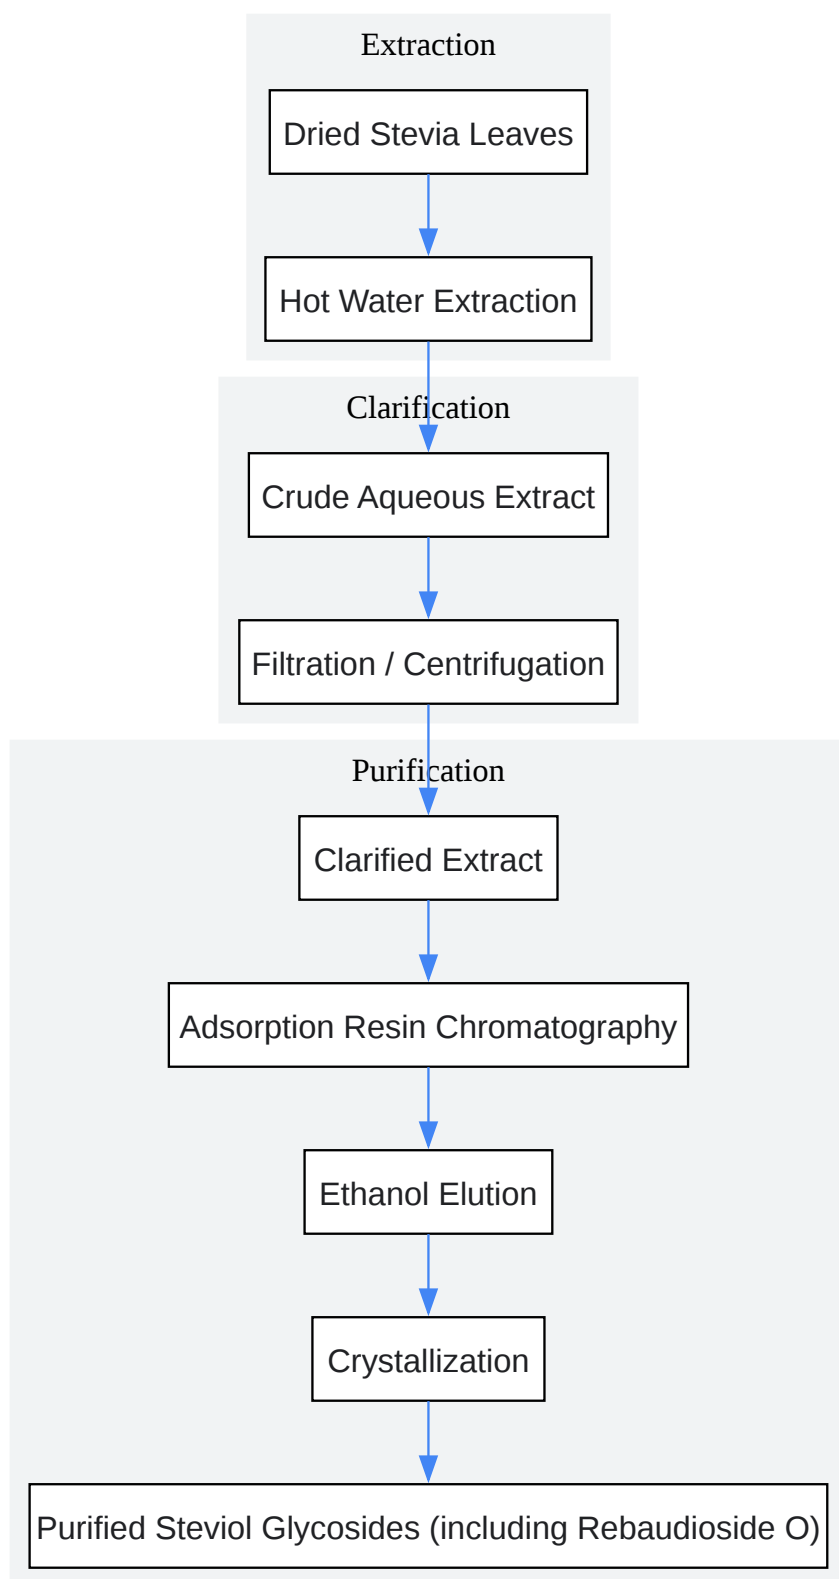 Extraction
Dried Stevia Leaves
Hot Water Extraction
Clarification
Crude Aqueous Extract
Filtration / Centrifugation
Purification
Clarified Extract
Adsorption Resin Chromatography
Ethanol Elution
Crystallization
Purified Steviol Glycosides (including Rebaudioside O)